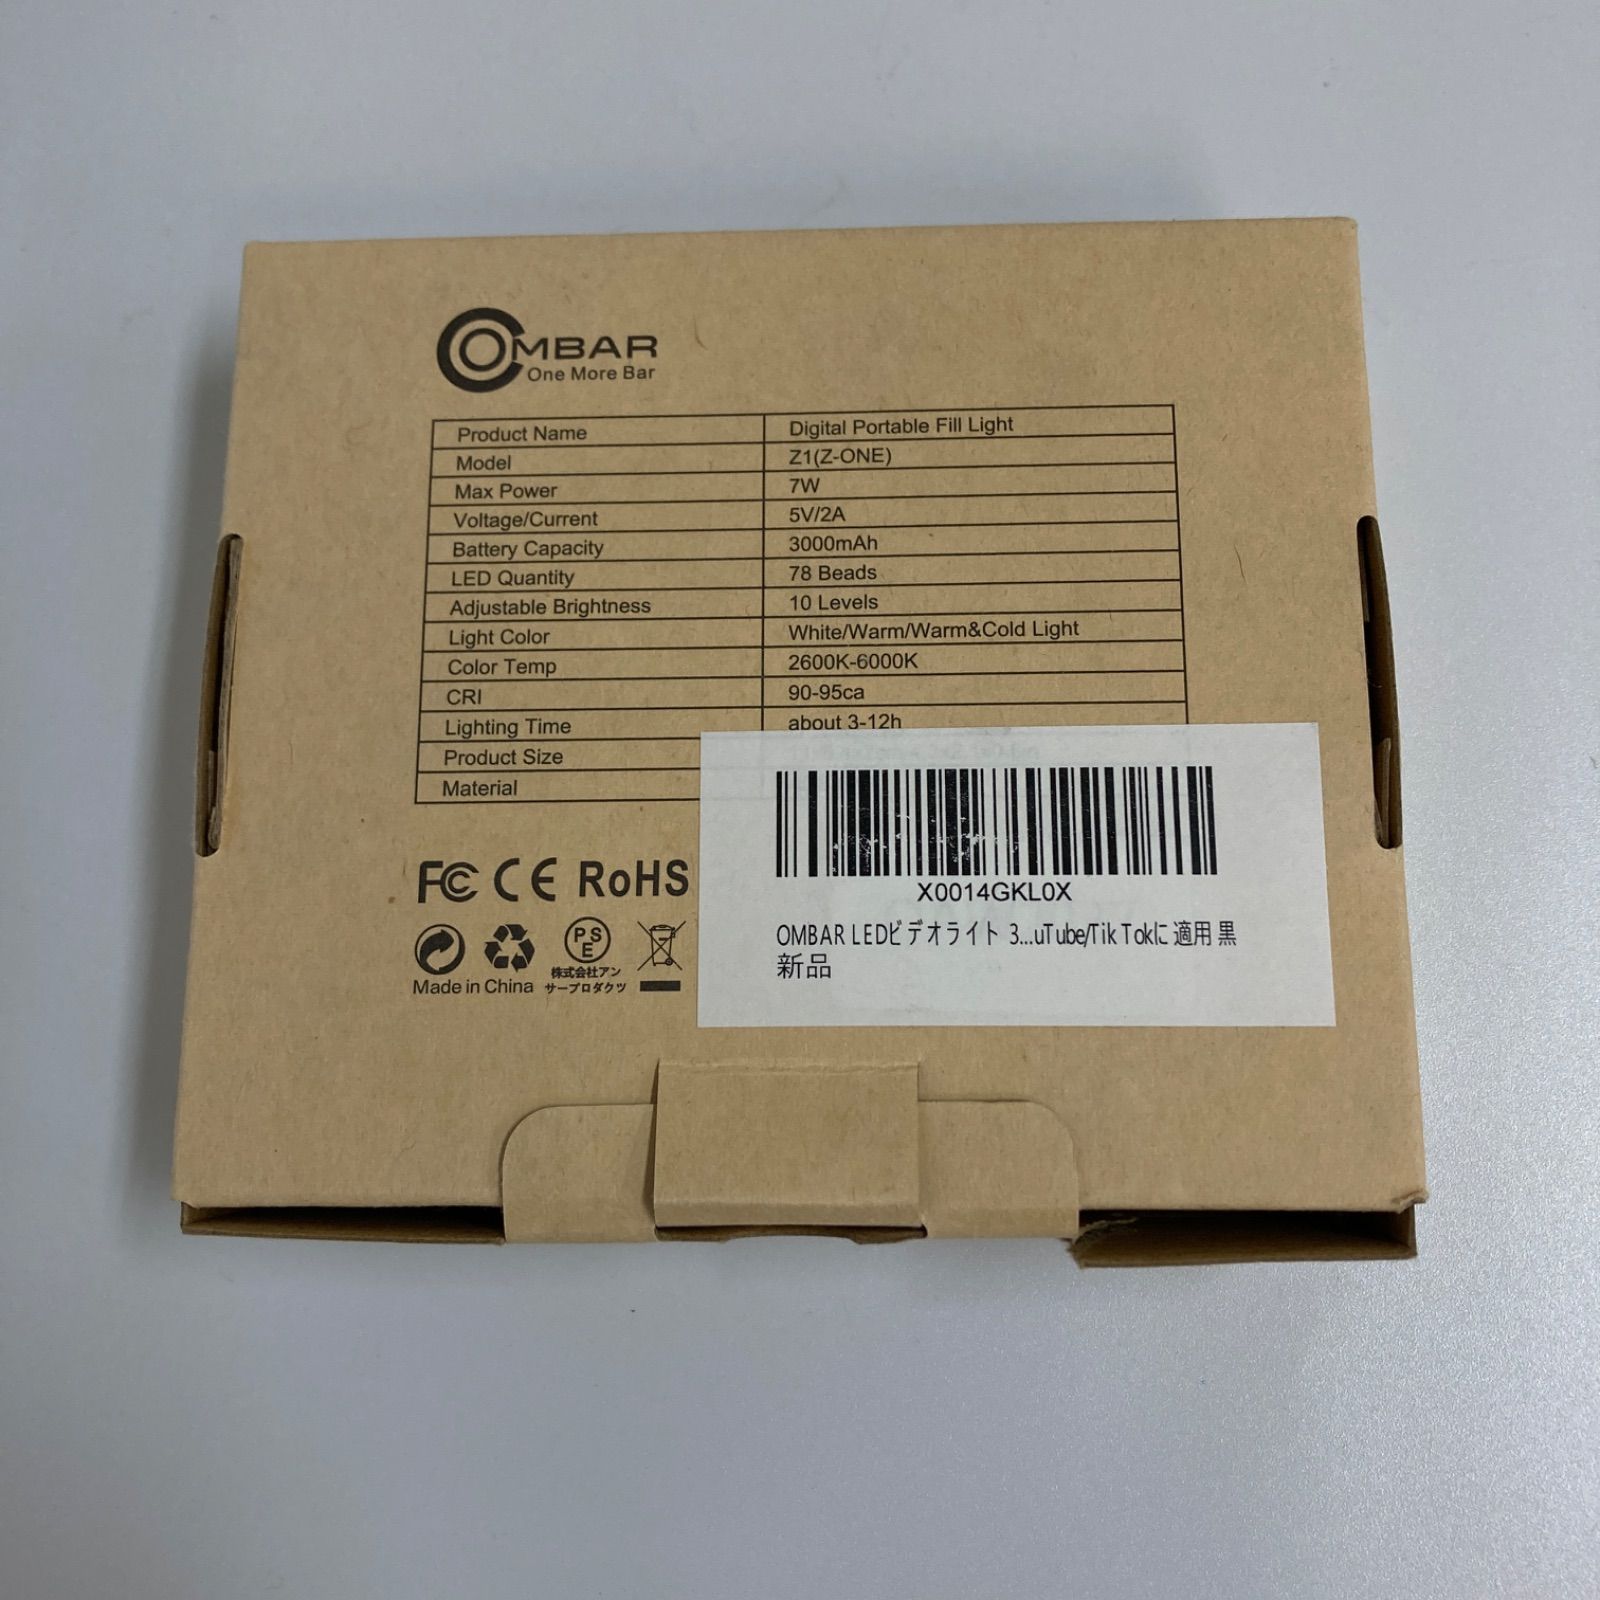 OMBAR
One More Bar
Product Name Digital Portable Fill Light
Model Z1(Z-ONE)
Max Power 7W
Voltage/Current 5V/2A
Battery Capacity 3000mAh
LED Quantity 78 Beads
Adjustable Brightness 10 Levels
Light Color White/Warm/Warm&Cold Light
Color Temp 2600K-6000K
CRI 90-95ca
Lighting Time about 3-12h
Product Size
Material
FC CE RoHS
PSE
株式会社アン
Made in China サープロダクツ
X0014GKL0X
OMBAR LEDビデオライト 3...uTube/Tik Tokに 適用 黒
新品